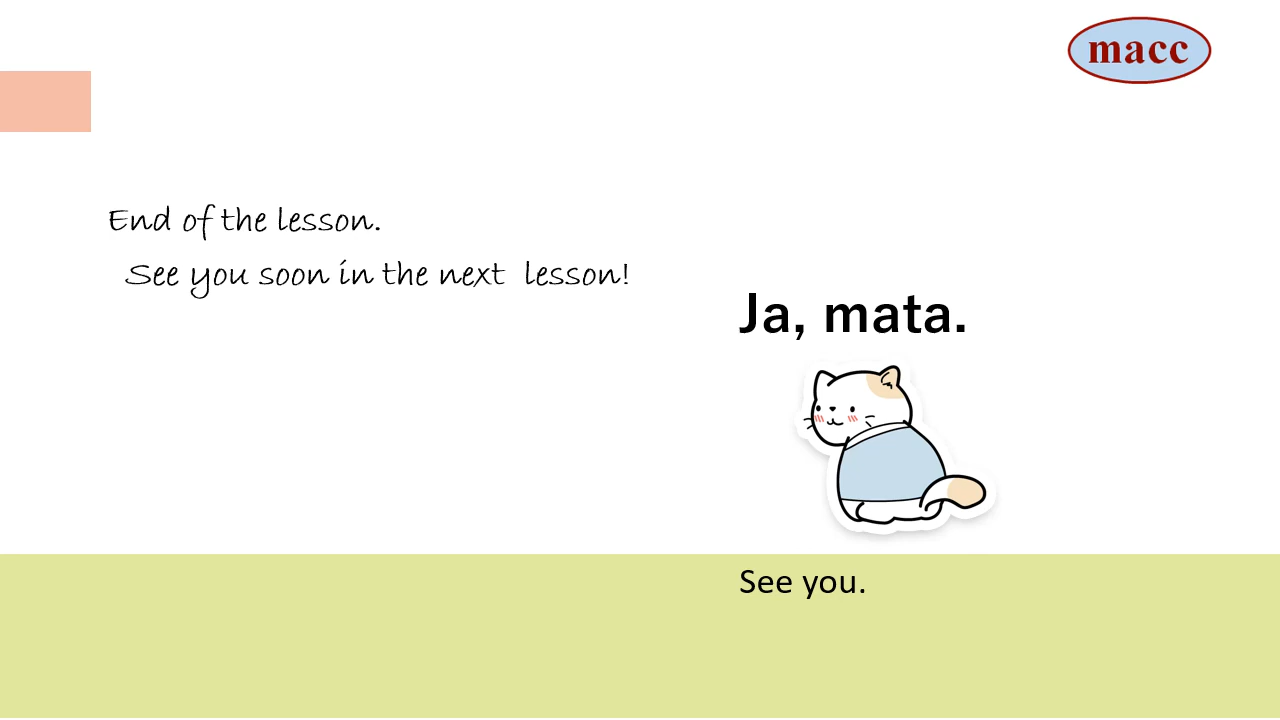 macc
End of the lesson.
See you soon in the next lesson!
Ja, mata.
See you.